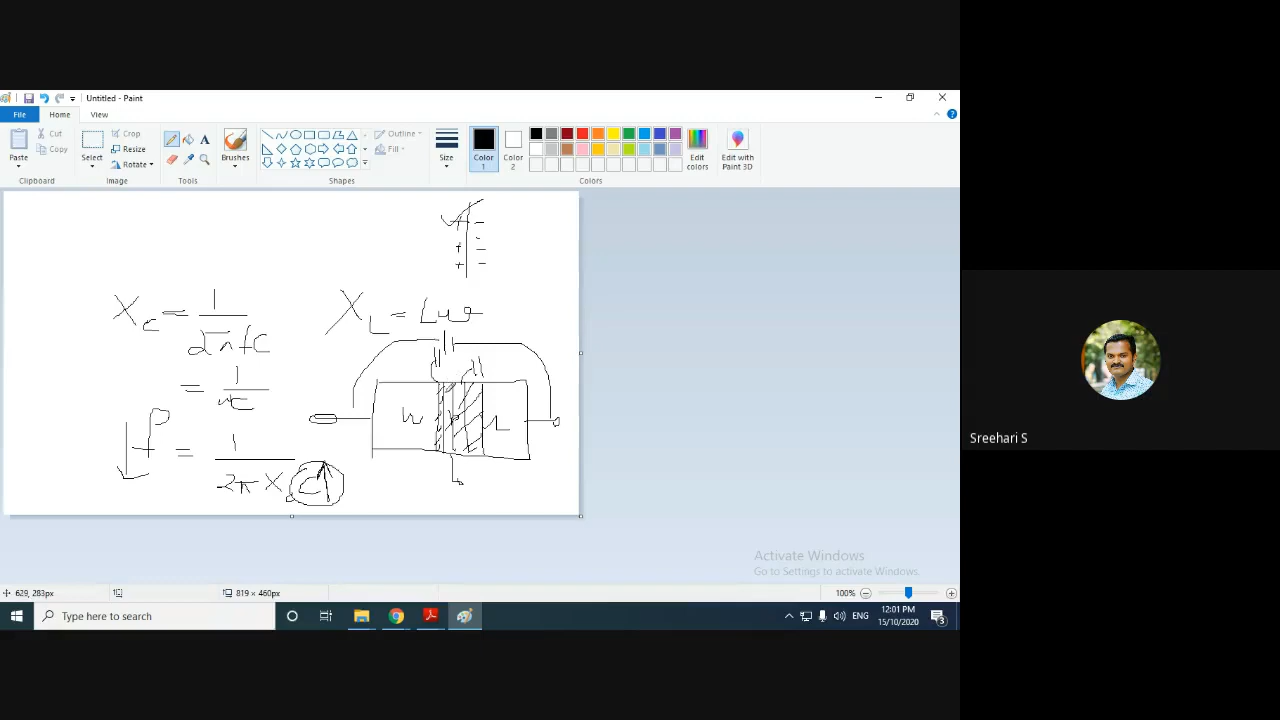 Untitled - Paint
File Home View
Paste Cut Copy Clipboard
Select Crop Resize Rotate Image
A Tools
Brushes
Outline Fill Shapes
Size
Color 1 Color 2 Edit colors Colors
Edit with Paint 3D
+ -
+ -
+ -
Xc = 1 / 2πfC
XL = Lω
= 1 / ωC
f = 1 / 2πXcC
n L
Sreehari S
Activate Windows
Go to Settings to activate Windows.
629, 283px 819 × 460px 100%
Type here to search
ENG 12:01 PM 15/10/2020 3